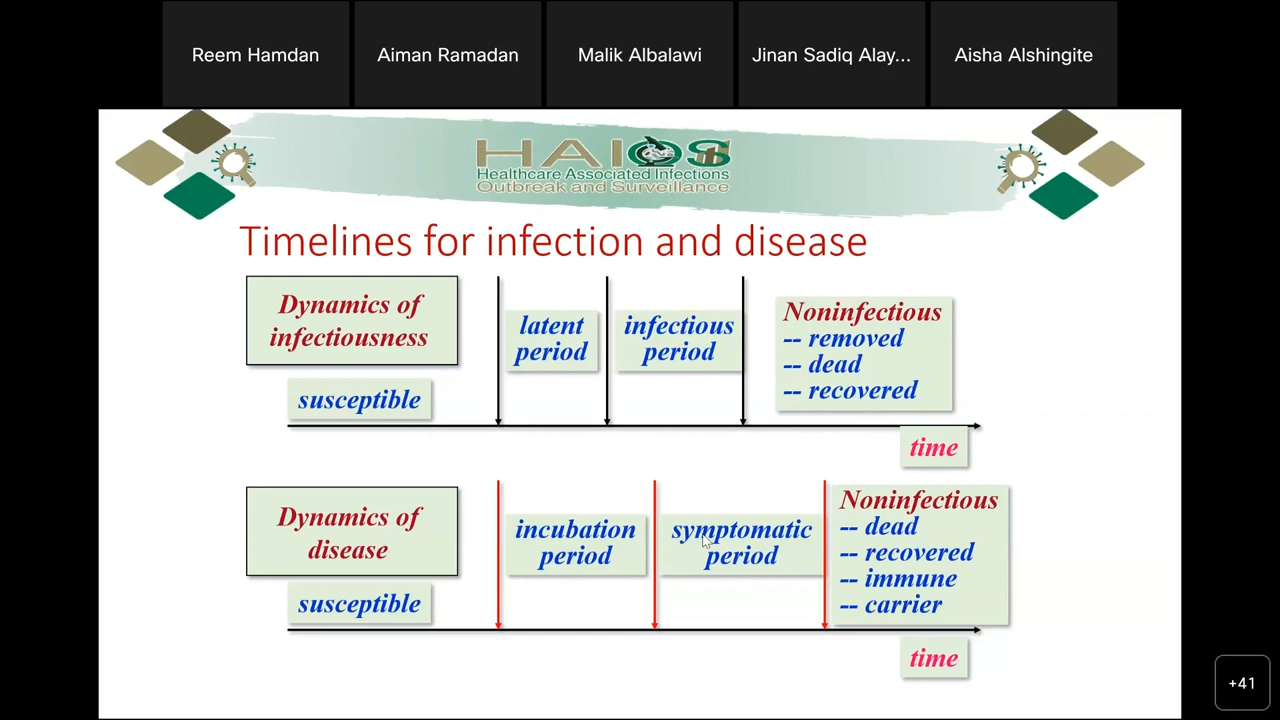 Reem Hamdan
Aiman Ramadan
Malik Albalawi
Jinan Sadiq Alay...
Aisha Alshingite
HAIOS
Healthcare Associated Infections
Outbreak and Surveillance
Timelines for infection and disease
Dynamics of
infectiousness
latent
period
infectious
period
Noninfectious
-- removed
-- dead
-- recovered
susceptible
time
Dynamics of
disease
incubation
period
symptomatic
period
Noninfectious
-- dead
-- recovered
-- immune
-- carrier
susceptible
time
+41